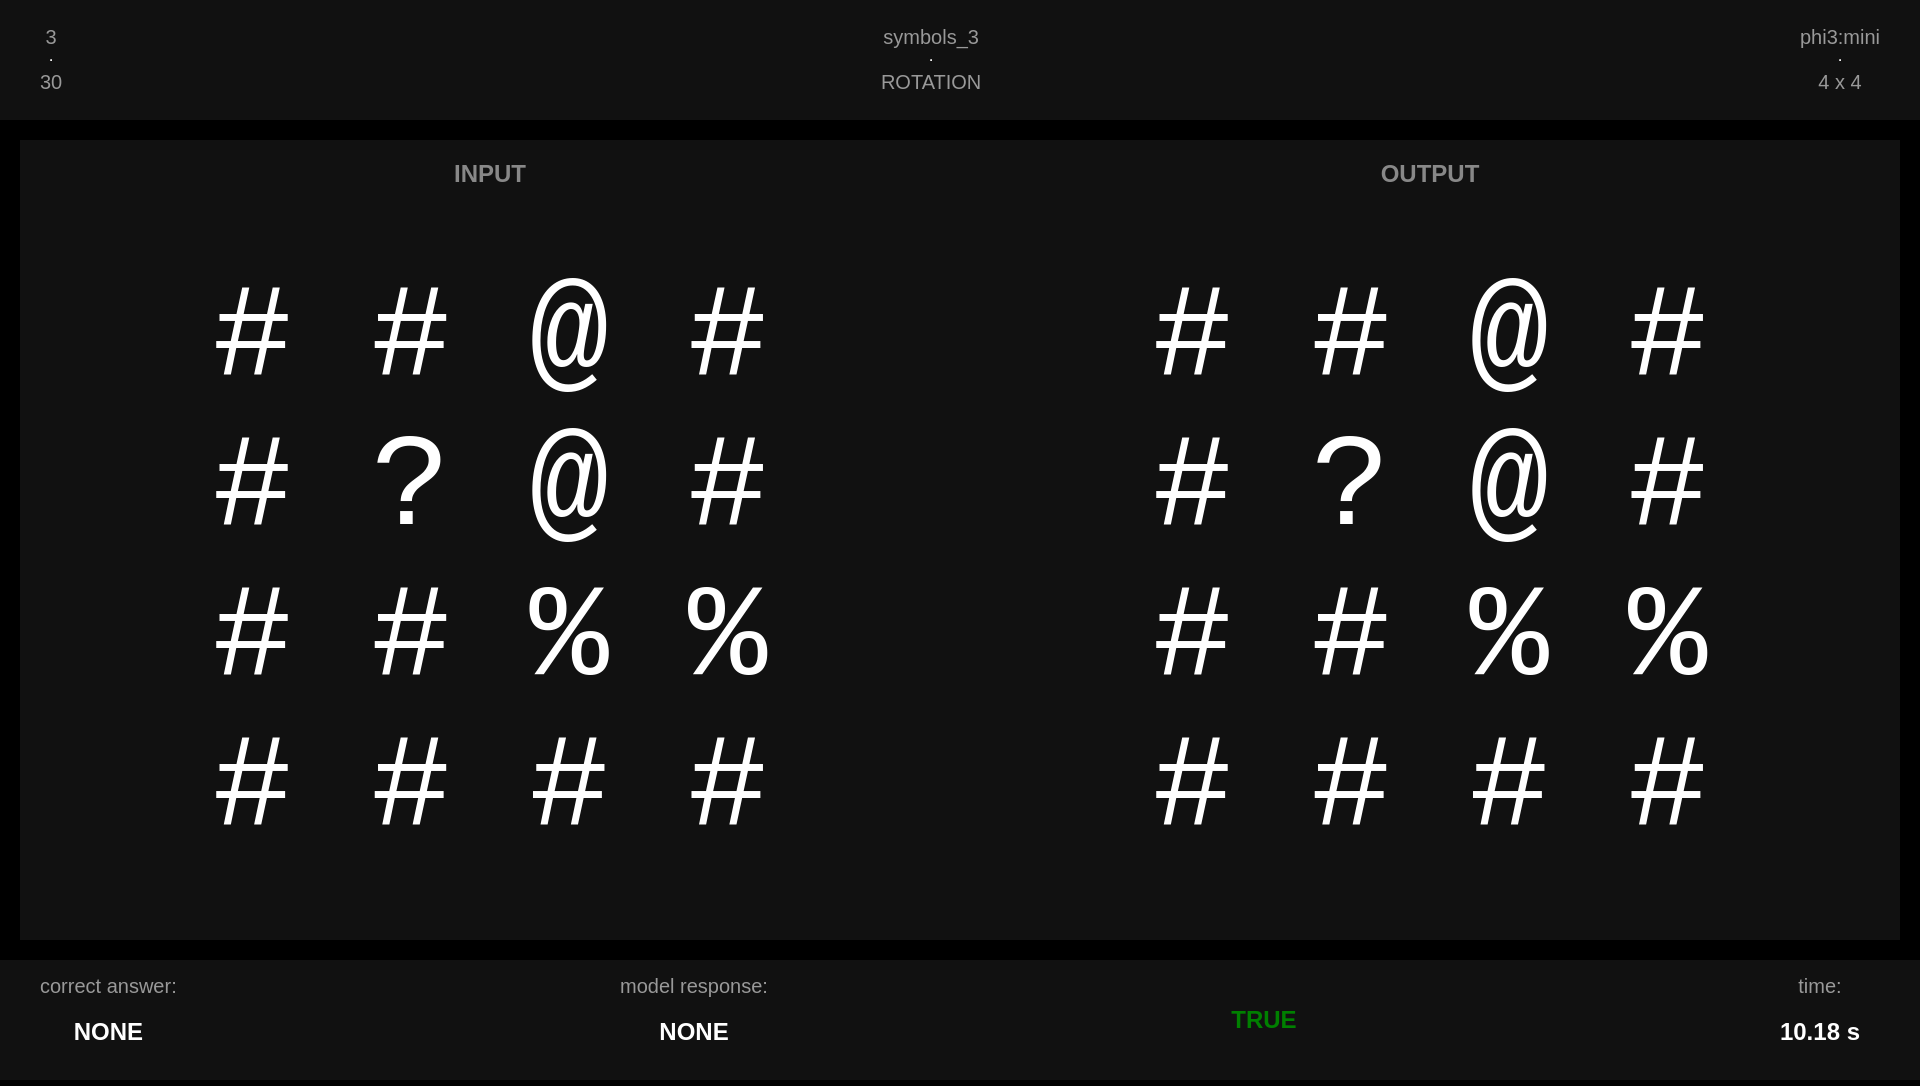 3
·
30
symbols_3
·
ROTATION
phi3:mini
·
4 x 4
INPUT
# # @ #
# ? @ #
# # % %
# # # #
OUTPUT
# # @ #
# ? @ #
# # % %
# # # #
correct answer:
NONE
model response:
NONE
TRUE
time:
10.18 s